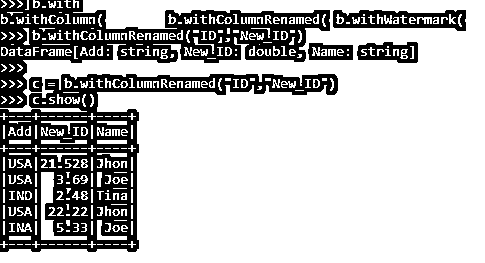 >>> b.with
b.withColumn( b.withColumnRenamed( b.withWatermark(
>>> b.withColumnRenamed("ID","New_ID")
DataFrame[Add: string, New_ID: double, Name: string]
>>>
>>> c = b.withColumnRenamed("ID","New_ID")
>>> c.show()
+---+------+----+
|Add|New_ID|Name|
+---+------+----+
|USA|21.528|Jhon|
|USA| 3.69| Joe|
|IND| 2.48|Tina|
|USA| 22.22|Jhon|
|INA| 5.33| Joe|
+---+------+----+